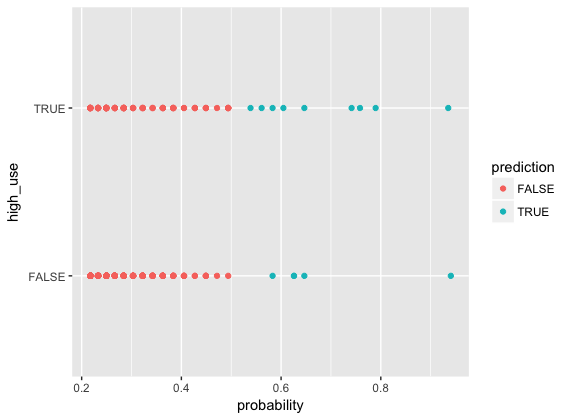 high_use
TRUE
FALSE
0.2 0.4 0.6 0.8
probability
prediction
FALSE
TRUE